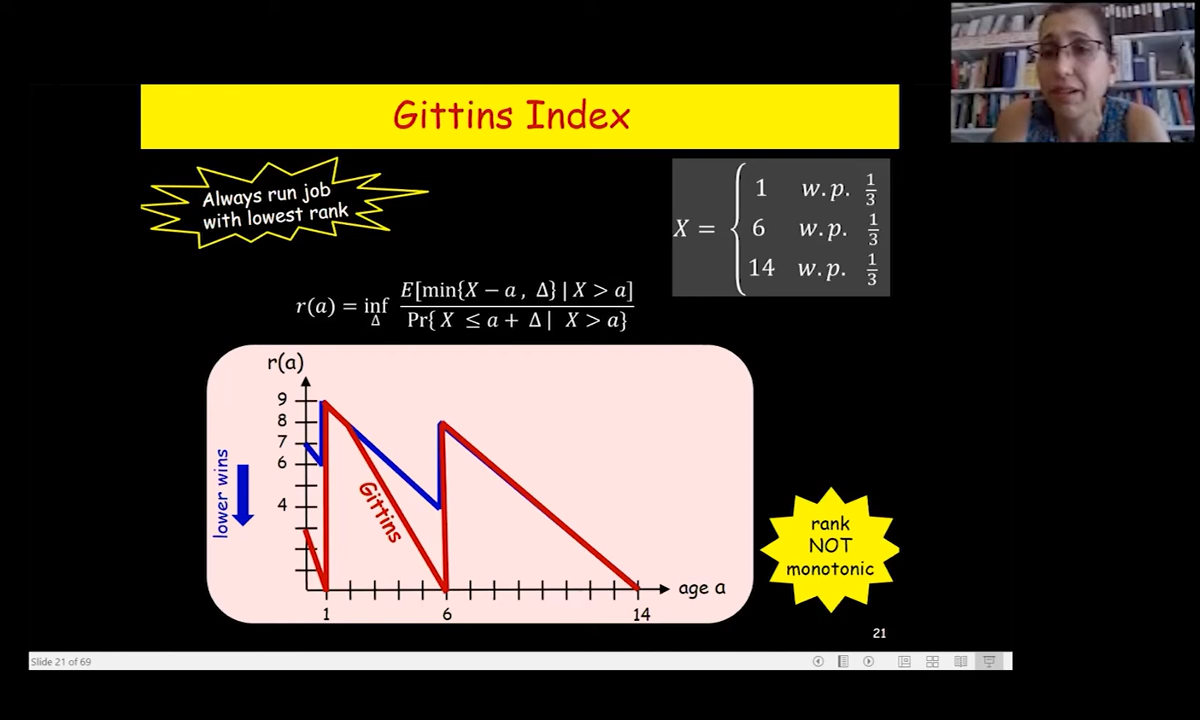 Gittins Index
Always run job
with lowest rank
X = { 1 w.p. 1/3
6 w.p. 1/3
14 w.p. 1/3
r(a) = inf_Δ E[min{X − a , Δ} | X > a] / Pr{ X ≤ a + Δ | X > a}
r(a)
9
8
7
6
4
lower wins
Gittins
age a
1 6 14
rank
NOT
monotonic
21
Slide 21 of 69